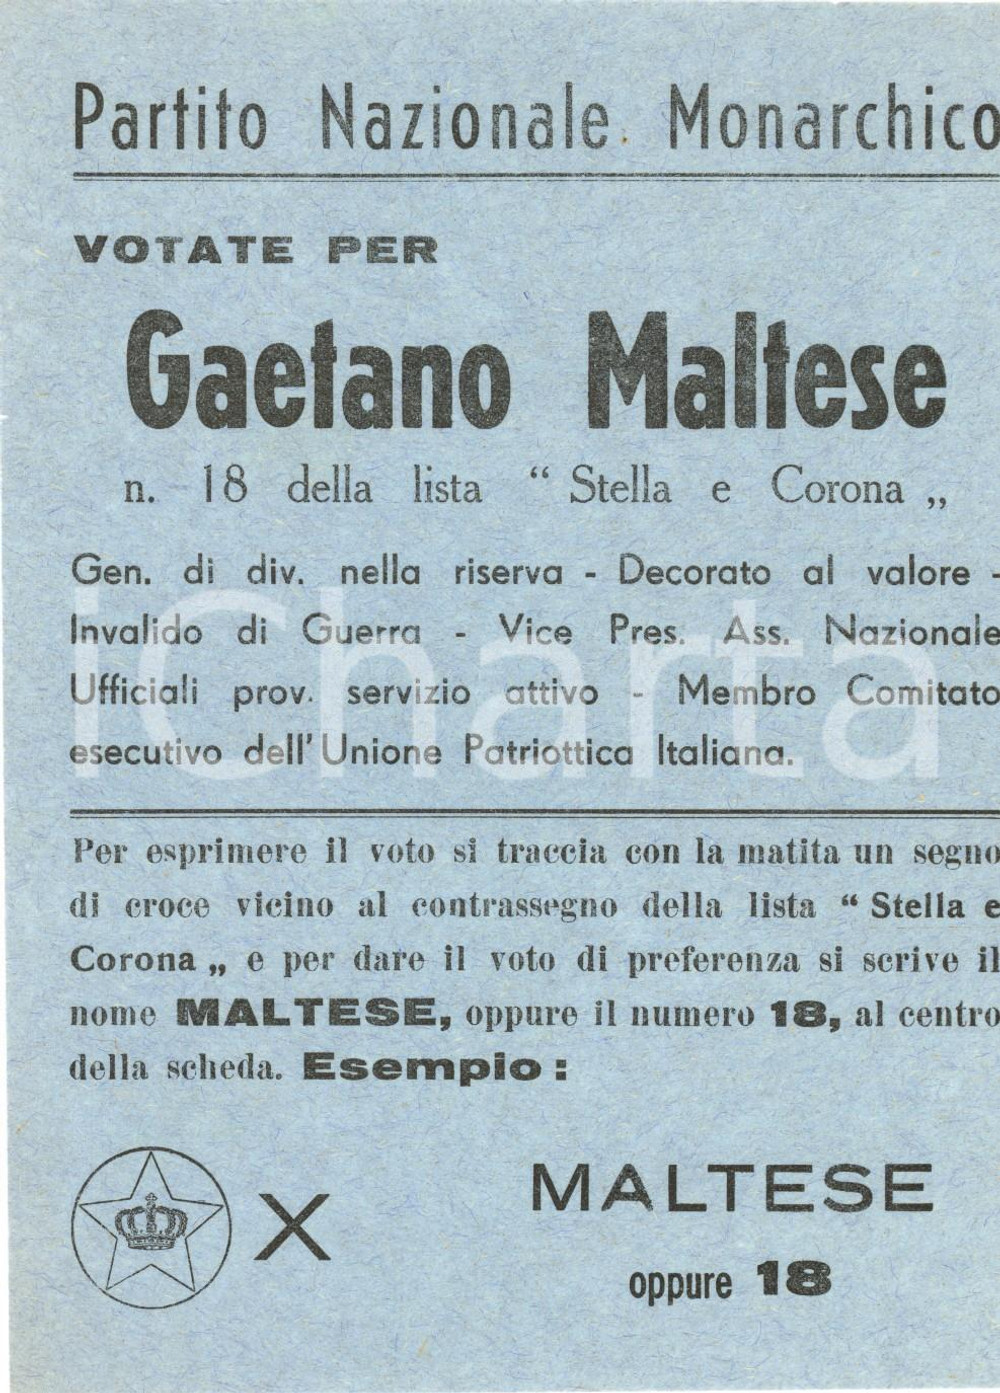 Partito Nazionale Monarchico
VOTATE PER
Gaetano Maltese
n. 18 della lista “ Stella e Corona „
Gen. di div. nella riserva - Decorato al valore -
Invalido di Guerra - Vice Pres. Ass. Nazionale
Ufficiali prov. servizio attivo - Membro Comitato
esecutivo dell'Unione Patriottica Italiana.
iCharta
Per esprimere il voto si traccia con la matita un segno
di croce vicino al contrassegno della lista “ Stella e
Corona „ e per dare il voto di preferenza si scrive il
nome MALTESE, oppure il numero 18, al centro
della scheda. Esempio :
X
MALTESE
oppure 18